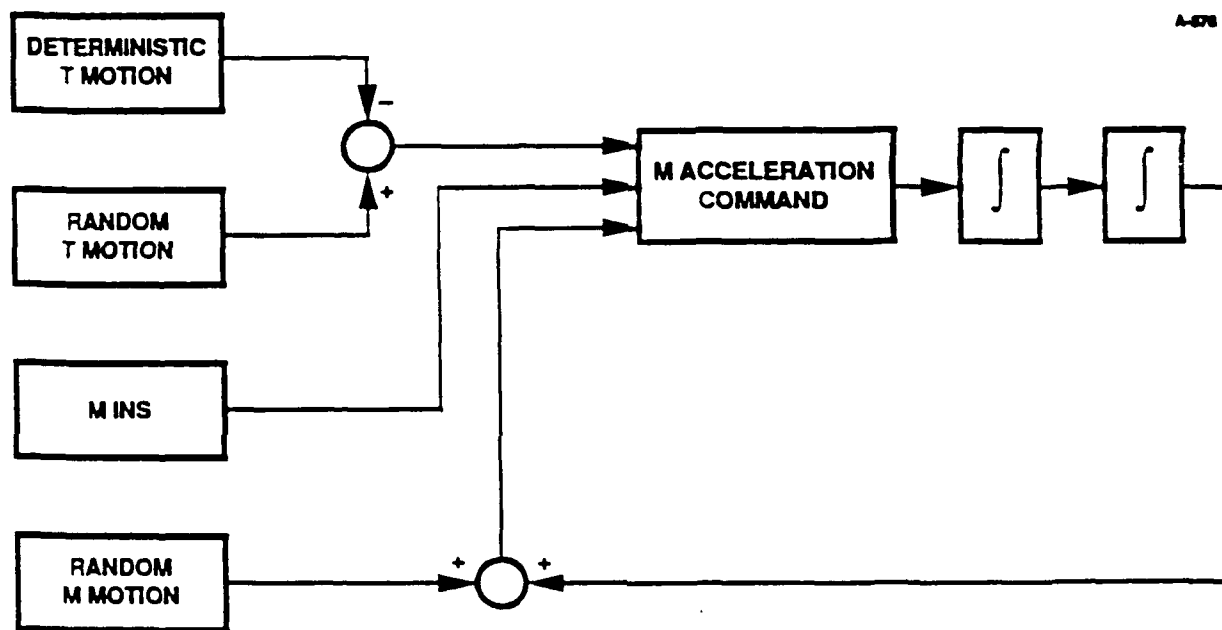 DETERMINISTIC
T MOTION
−
+
RANDOM
T MOTION
M ACCELERATION
COMMAND
∫
∫
M INS
RANDOM
M MOTION
+
+